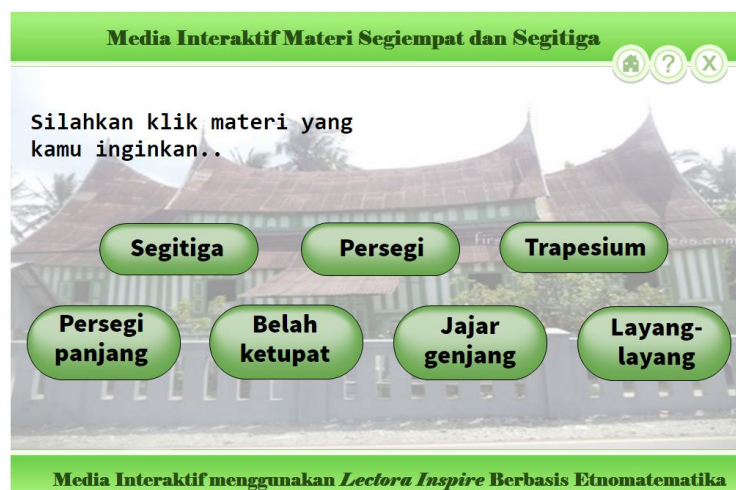 Media Interaktif Materi Segiempat dan Segitiga
?
X
Silahkan klik materi yang
kamu inginkan..
Segitiga
Persegi
Trapesium
Persegi
panjang
Belah
ketupat
Jajar
genjang
Layang-
layang
Media Interaktif menggunakan Lectora Inspire Berbasis Etnomatematika